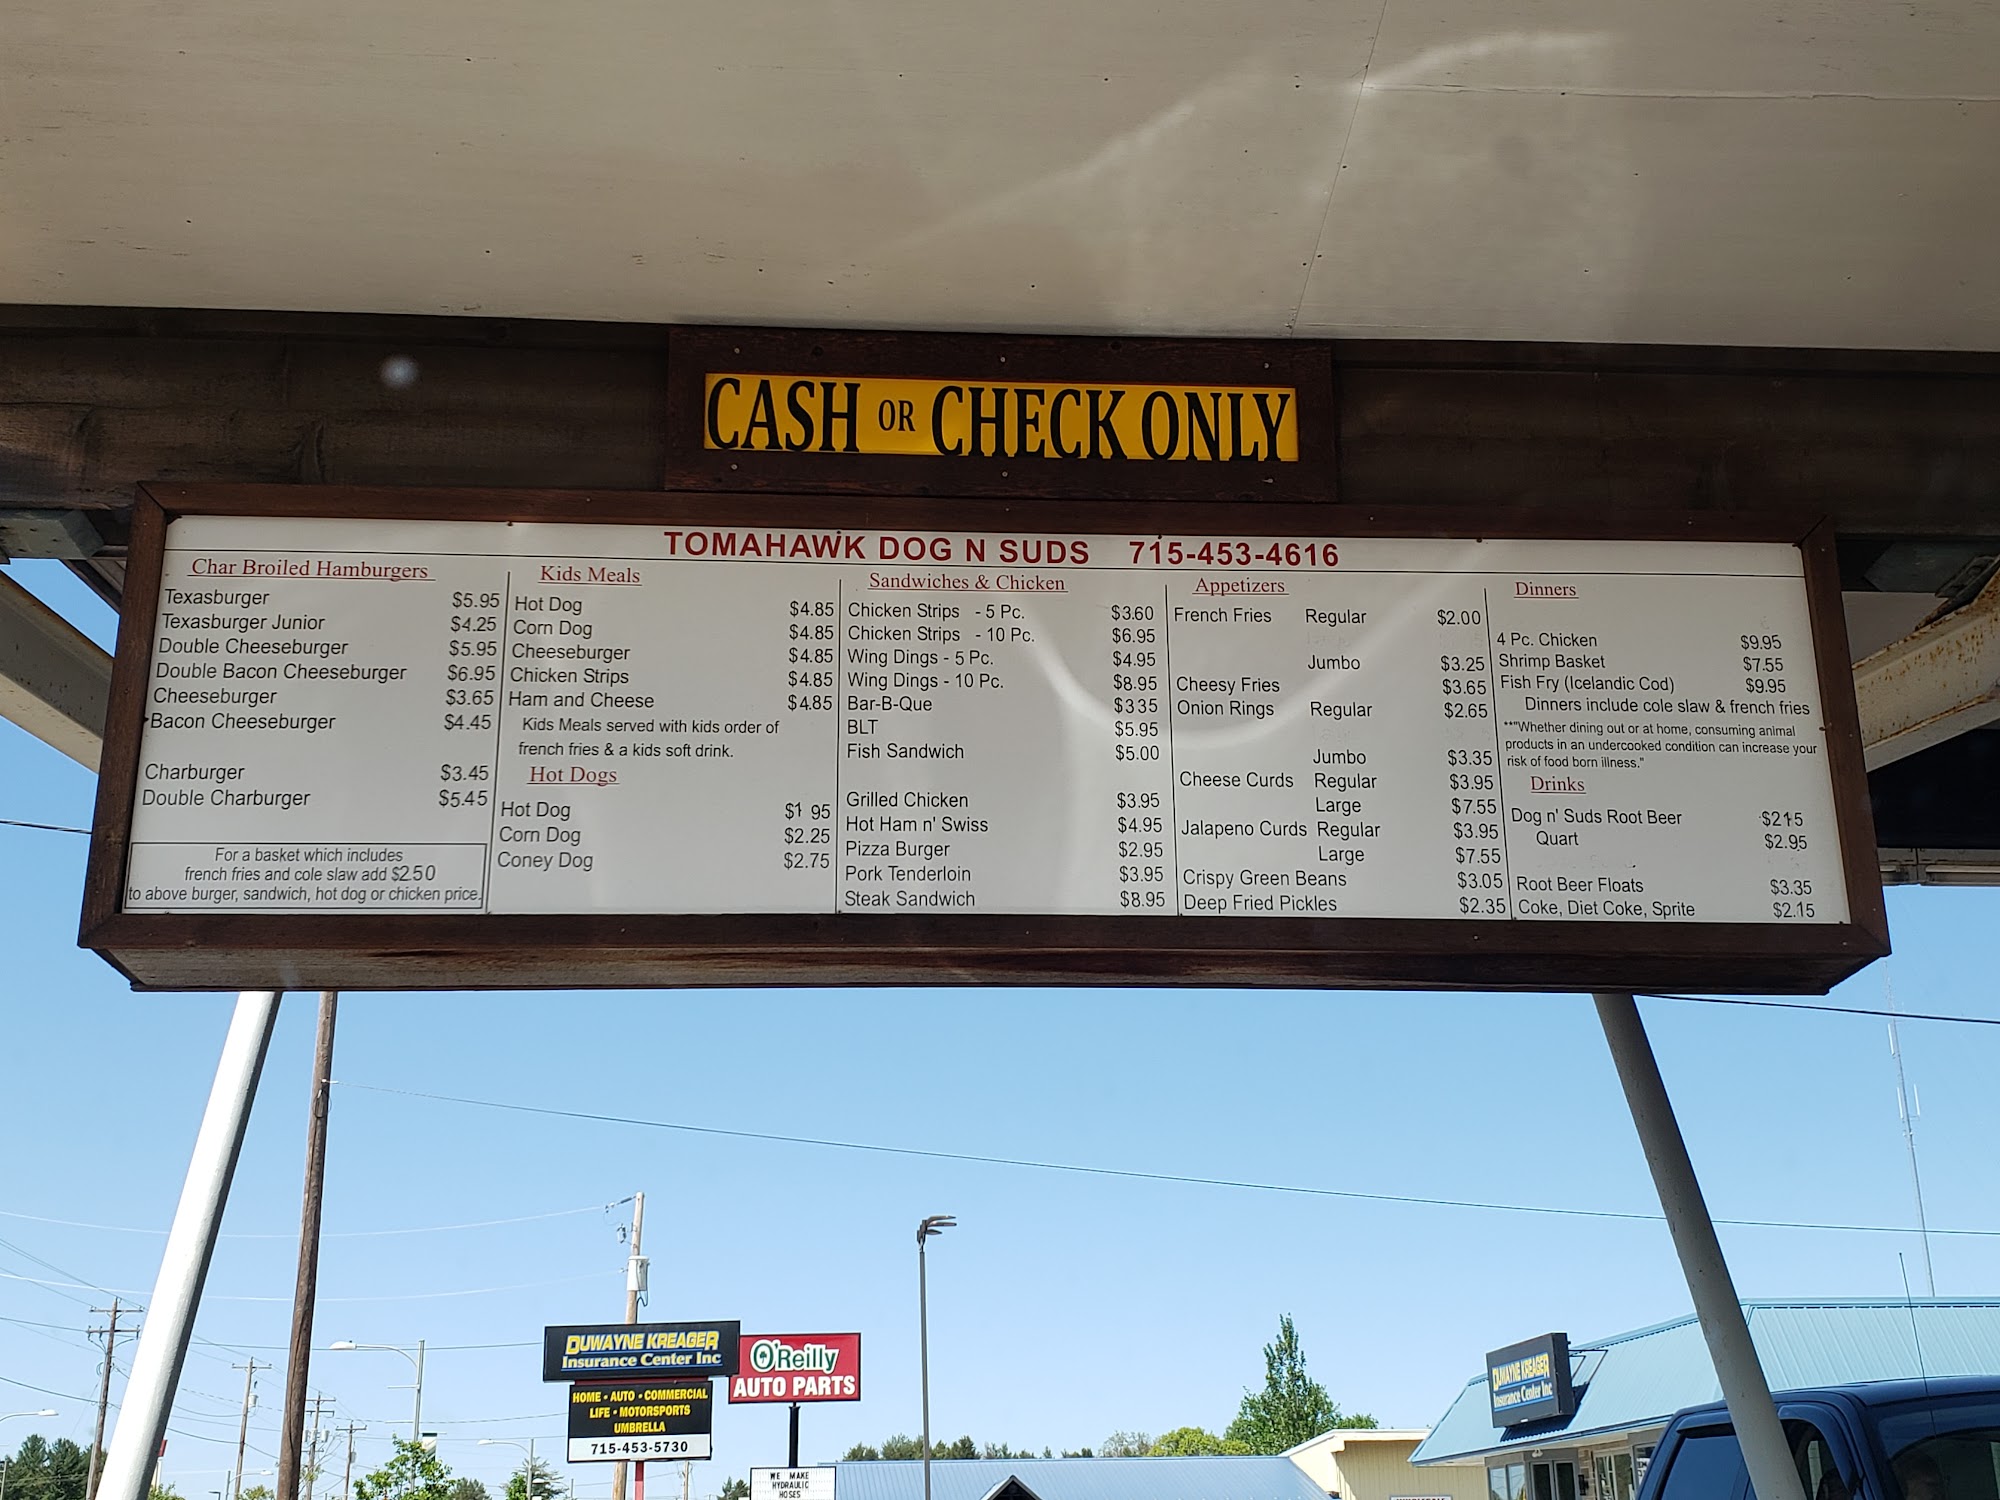 CASH OR CHECK ONLY
TOMAHAWK DOG N SUDS 715-453-4616
Char Broiled Hamburgers
Texasburger $5.95
Texasburger Junior $4.25
Double Cheeseburger $5.95
Double Bacon Cheeseburger $6.95
Cheeseburger $3.65
Bacon Cheeseburger $4.45
Charburger $3.45
Double Charburger $5.45
For a basket which includes
french fries and cole slaw add $2.50
to above burger, sandwich, hot dog or chicken price.
Kids Meals
Hot Dog $4.85
Corn Dog $4.85
Cheeseburger $4.85
Chicken Strips $4.85
Ham and Cheese $4.85
Kids Meals served with kids order of
french fries & a kids soft drink.
Hot Dogs
Hot Dog $1 95
Corn Dog $2.25
Coney Dog $2.75
Sandwiches & Chicken
Chicken Strips - 5 Pc. $3.60
Chicken Strips - 10 Pc. $6.95
Wing Dings - 5 Pc. $4.95
Wing Dings - 10 Pc. $8.95
Bar-B-Que $335
BLT $5.95
Fish Sandwich $5.00
Grilled Chicken $3.95
Hot Ham n' Swiss $4.95
Pizza Burger $2.95
Pork Tenderloin $3.95
Steak Sandwich $8.95
Appetizers
French Fries Regular $2.00
Jumbo $3.25
Cheesy Fries $3.65
Onion Rings Regular $2.65
Jumbo $3.35
Cheese Curds Regular $3.95
Large $7.55
Jalapeno Curds Regular $3.95
Large $7.55
Crispy Green Beans $3.05
Deep Fried Pickles $2.35
Dinners
4 Pc. Chicken $9.95
Shrimp Basket $7.55
Fish Fry (Icelandic Cod) $9.95
Dinners include cole slaw & french fries
**"Whether dining out or at home, consuming animal
products in an undercooked condition can increase your
risk of food born illness."
Drinks
Dog n' Suds Root Beer $215
Quart $2.95
Root Beer Floats $3.35
Coke, Diet Coke, Sprite $2.15
DUWAYNE KREAGER
Insurance Center Inc
HOME • AUTO • COMMERCIAL
LIFE • MOTORSPORTS
UMBRELLA
715-453-5730
O'Reilly
AUTO PARTS
WE MAKE
HYDRAULIC
HOSES
DUWAYNE KREAGER
Insurance Center Inc